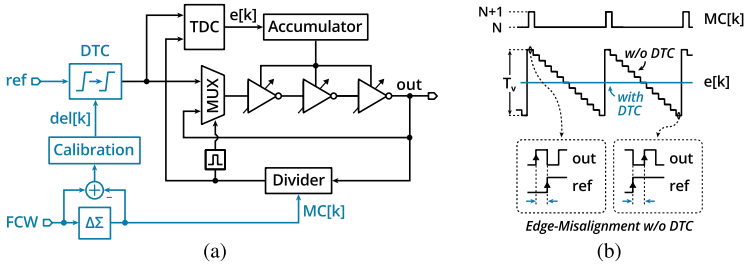 TDC
e[k]
Accumulator
DTC
ref
MUX
out
del[k]
Calibration
Divider
MC[k]
FCW
+
−
ΔΣ
(a)
N+1
N
MC[k]
w/o DTC
Tv
e[k]
with
DTC
out
ref
out
ref
Edge-Misalignment w/o DTC
(b)